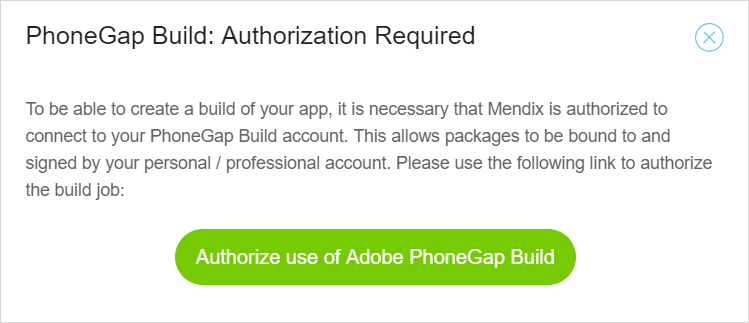 PhoneGap Build: Authorization Required
To be able to create a build of your app, it is necessary that Mendix is authorized to
connect to your PhoneGap Build account. This allows packages to be bound to and
signed by your personal / professional account. Please use the following link to authorize
the build job:
Authorize use of Adobe PhoneGap Build